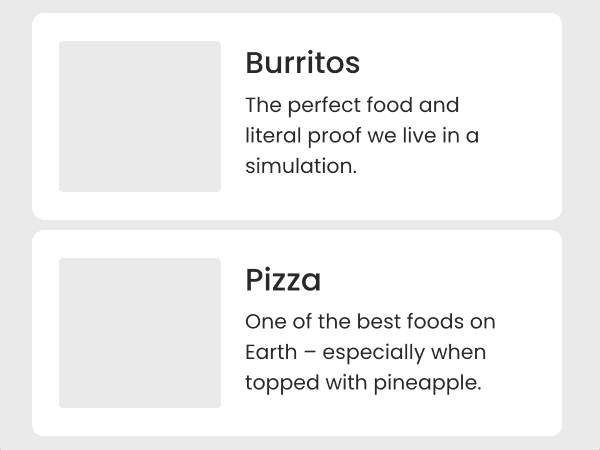 Burritos
The perfect food and
literal proof we live in a
simulation.
Pizza
One of the best foods on
Earth – especially when
topped with pineapple.